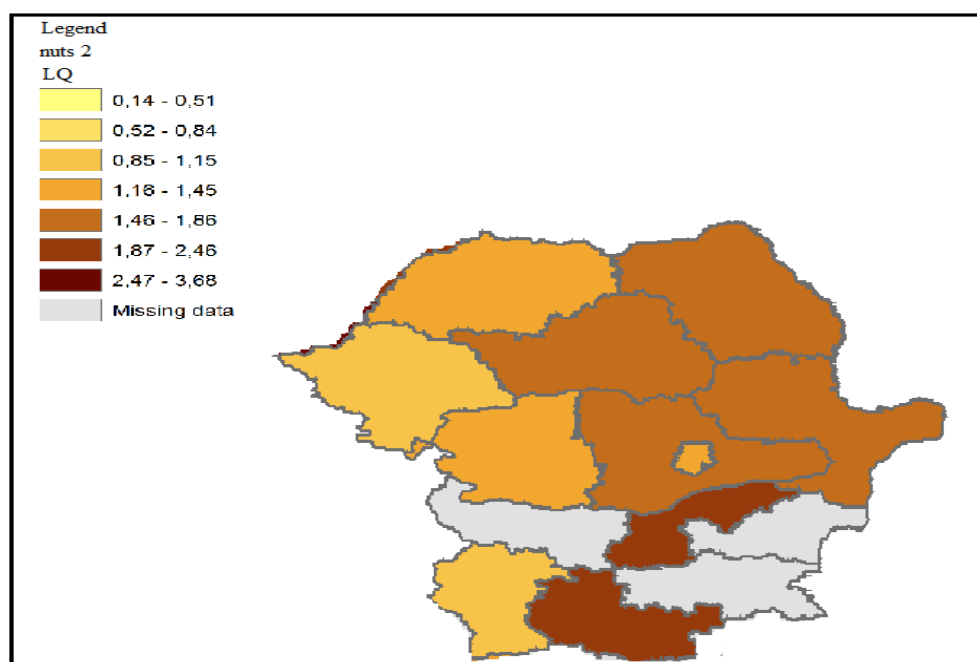 Legend
nuts 2
LQ
0,14 - 0,51
0,52 - 0,84
0,85 - 1,15
1,16 - 1,45
1,46 - 1,86
1,87 - 2,46
2,47 - 3,68
Missing data